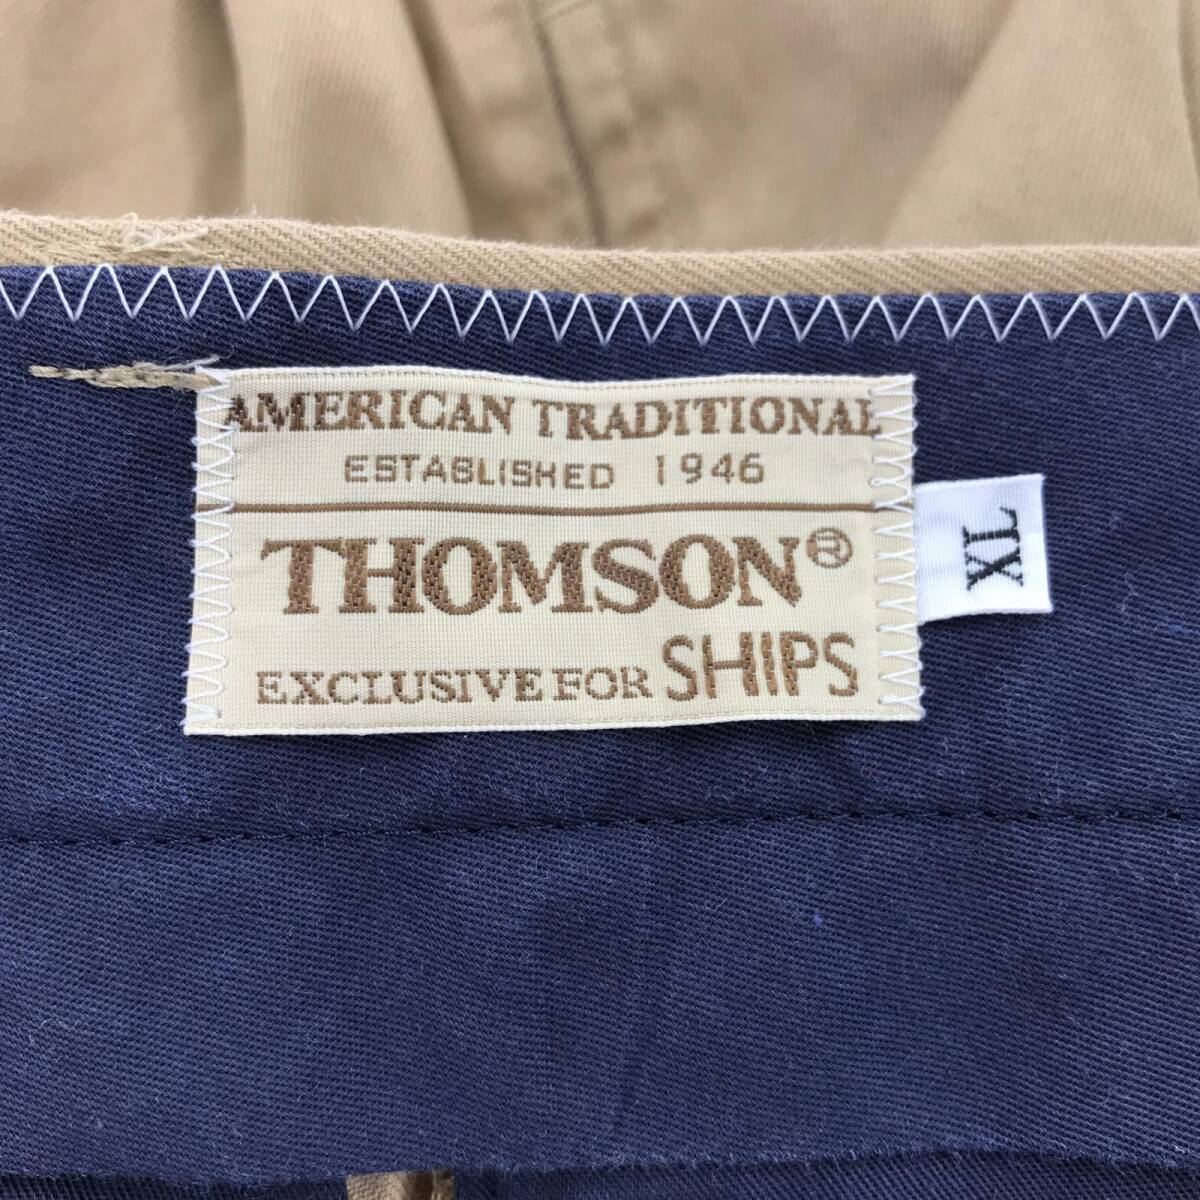 AMERICAN TRADITIONAL
ESTABLISHED 1946
THOMSON®
EXCLUSIVE FOR SHIPS
XL